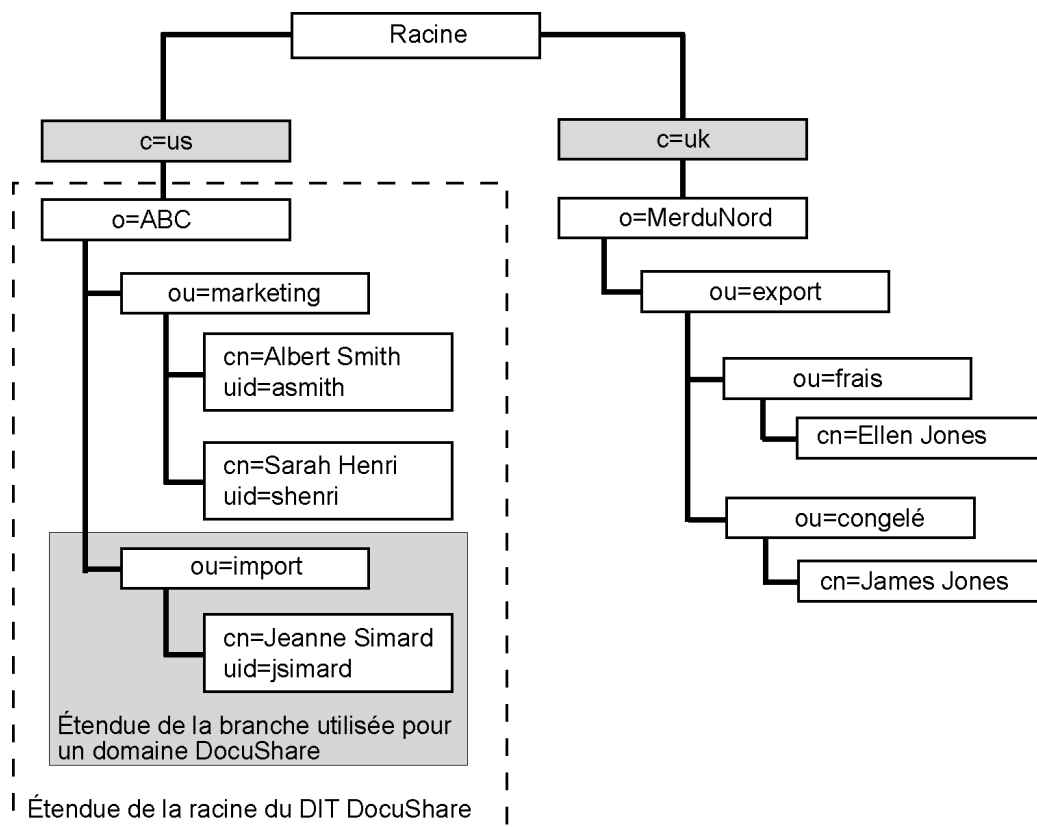 Racine
c=us
c=uk
o=ABC
o=MerduNord
ou=marketing
ou=export
cn=Albert Smith
uid=asmith
ou=frais
cn=Ellen Jones
cn=Sarah Henri
uid=shenri
ou=congelé
ou=import
cn=James Jones
cn=Jeanne Simard
uid=jsimard
Étendue de la branche utilisée pour
un domaine DocuShare
Étendue de la racine du DIT DocuShare